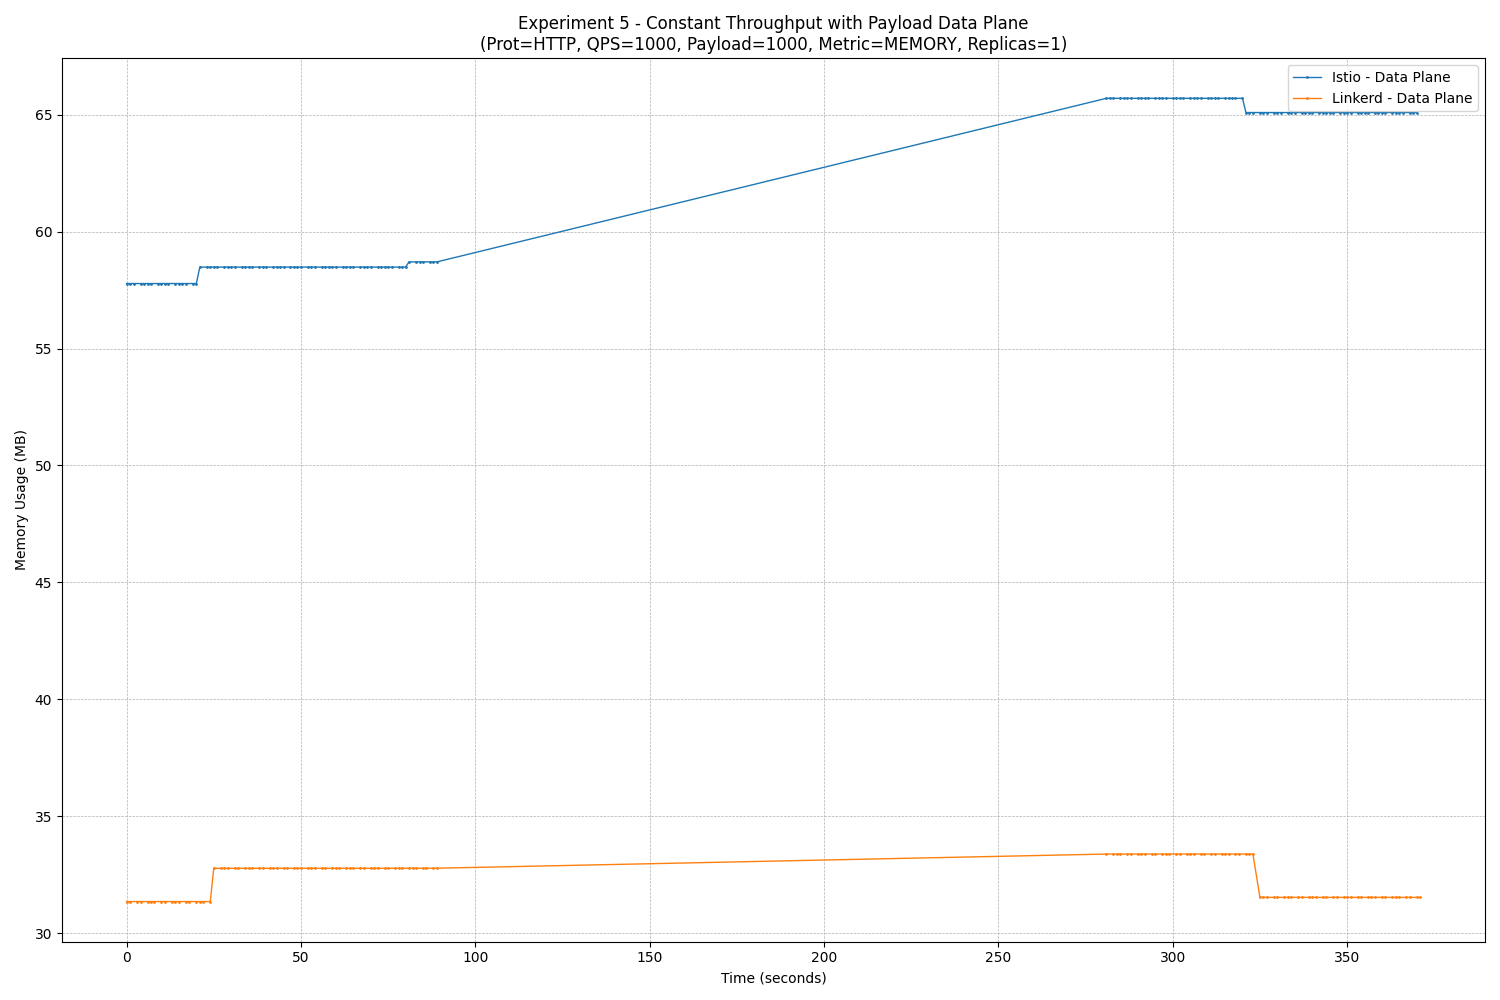 Experiment 5 - Constant Throughput with Payload Data Plane
(Prot=HTTP, QPS=1000, Payload=1000, Metric=MEMORY, Replicas=1)
Istio - Data Plane
Linkerd - Data Plane
Memory Usage (MB)
65
60
55
50
45
40
35
30
0
50
100
150
200
250
300
350
Time (seconds)